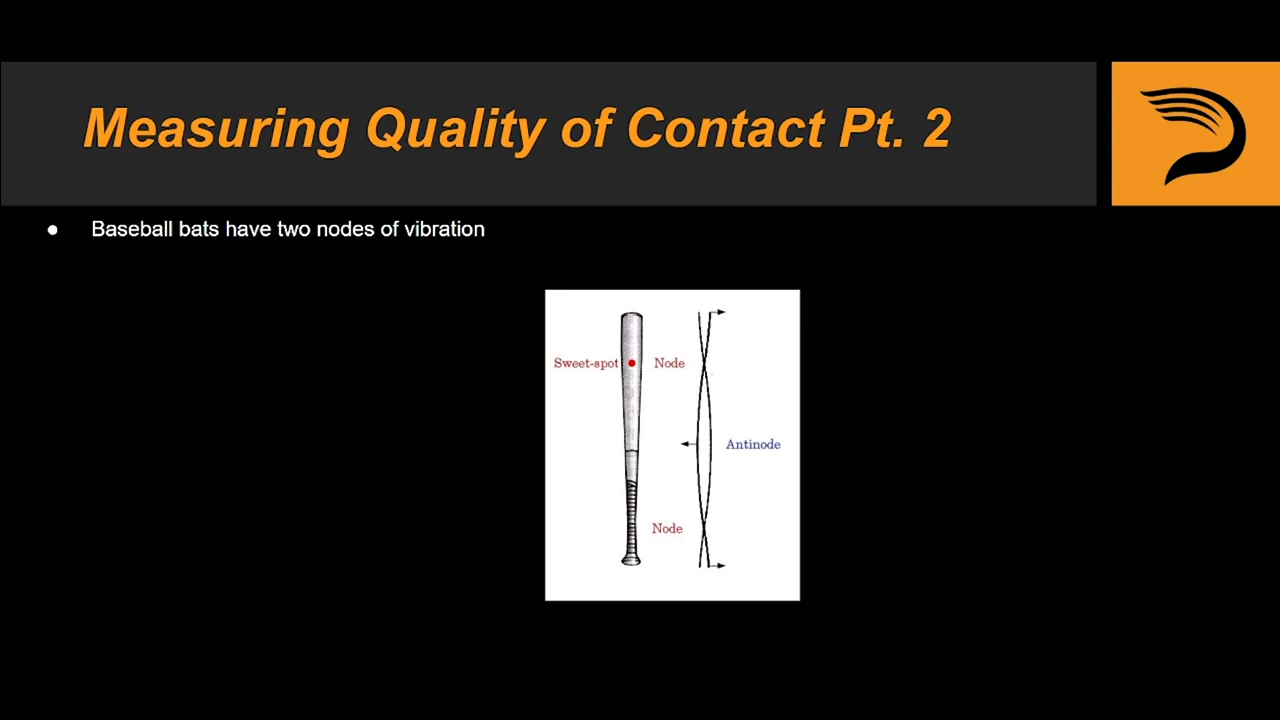 Measuring Quality of Contact Pt. 2
● Baseball bats have two nodes of vibration
Sweet-spot Node
Antinode
Node